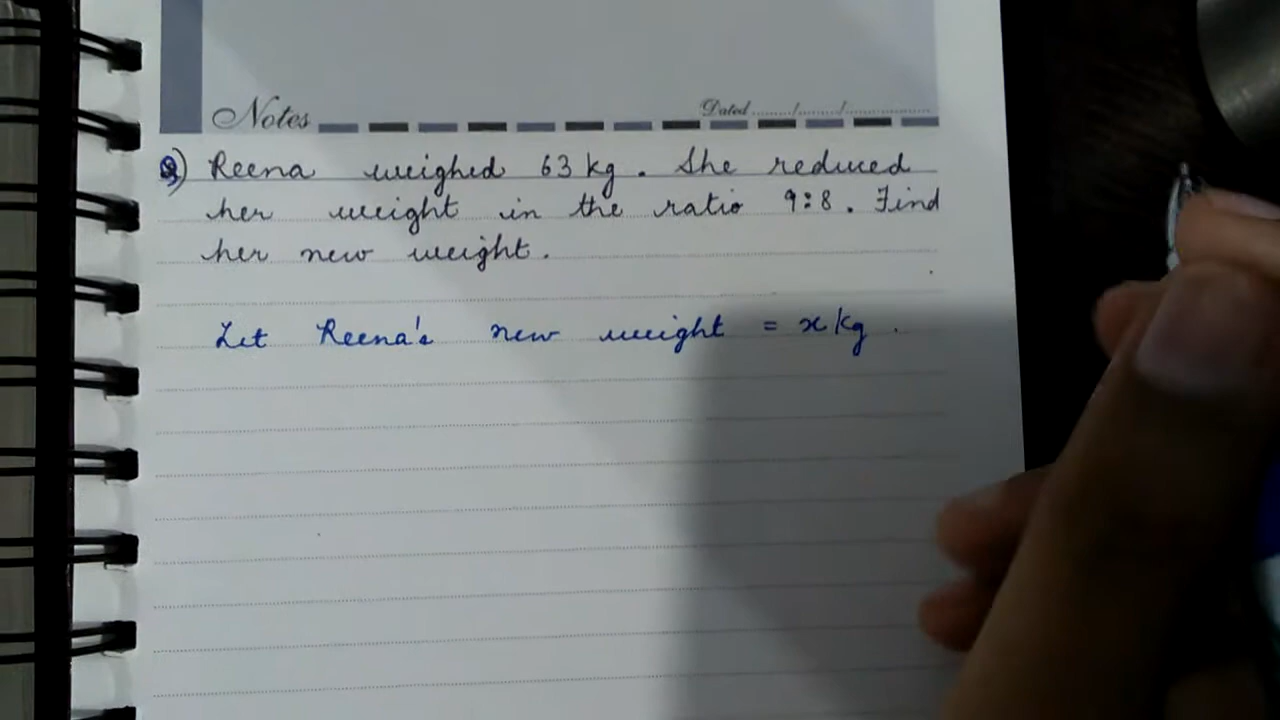 Notes
Dated ......./......./..................
Q) Reena weighed 63 kg. She reduced
her weight in the ratio 9:8. Find
her new weight.
Let Reena's new weight = x kg.